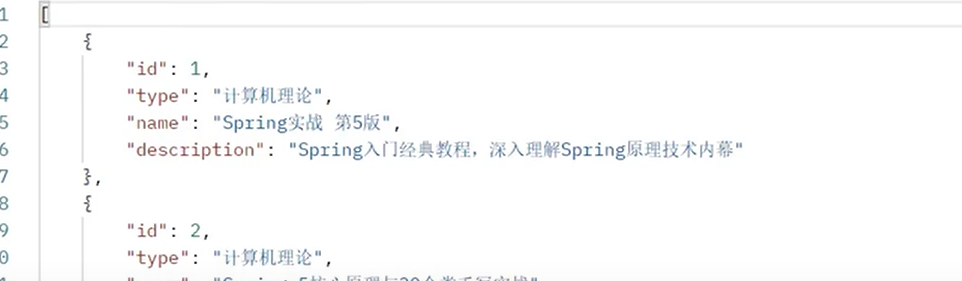 1 [
2 {
3 "id": 1,
4 "type": "计算机理论",
5 "name": "Spring实战 第5版",
6 "description": "Spring入门经典教程，深入理解Spring原理技术内幕"
7 },
8 {
9 "id": 2,
0 "type": "计算机理论",